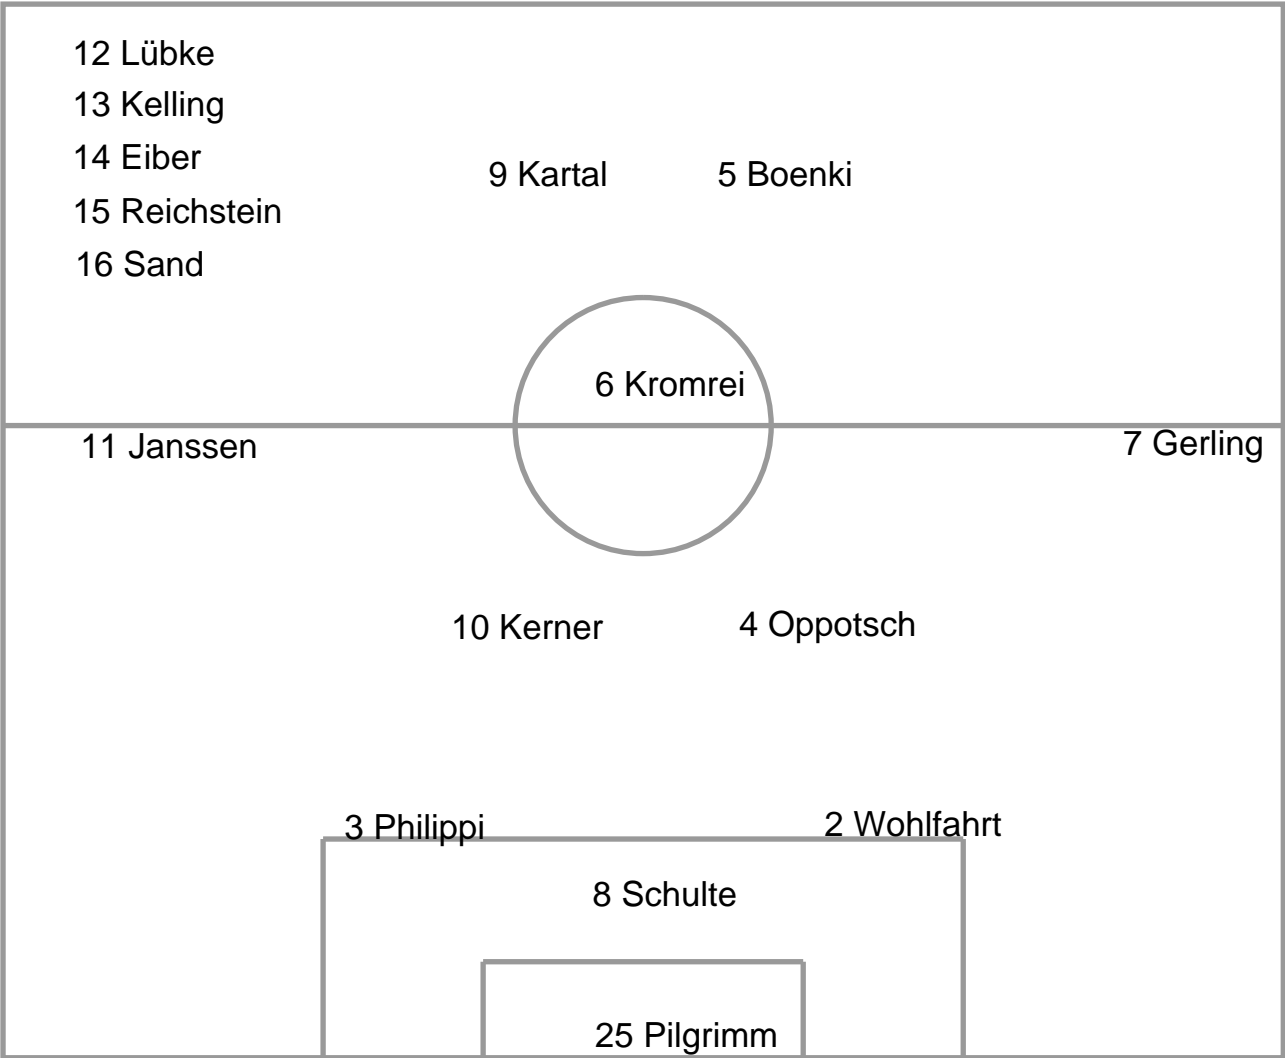 12 Lübke
13 Kelling
14 Eiber
15 Reichstein
16 Sand
9 Kartal
5 Boenki
6 Kromrei
11 Janssen
7 Gerling
10 Kerner
4 Oppotsch
3 Philippi
2 Wohlfahrt
8 Schulte
25 Pilgrimm